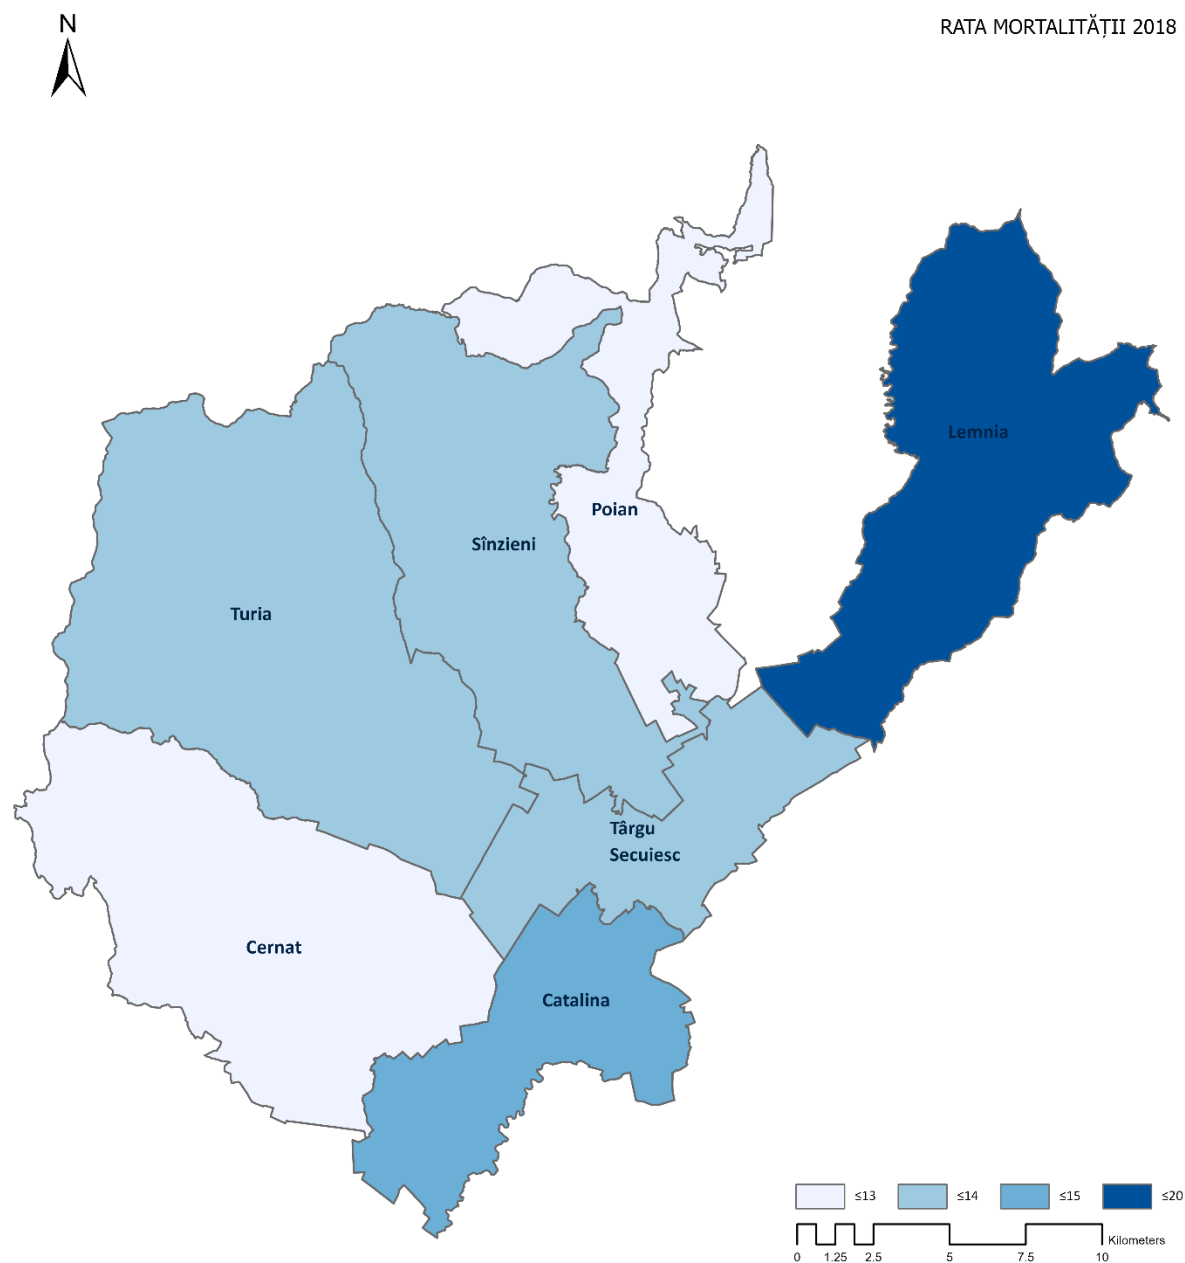 N
RATA MORTALITĂȚII 2018
Lemnia
Poian
Sînzieni
Turia
Târgu
Secuiesc
Cernat
Catalina
≤13 ≤14 ≤15 ≤20
Kilometers
0 1.25 2.5 5 7.5 10